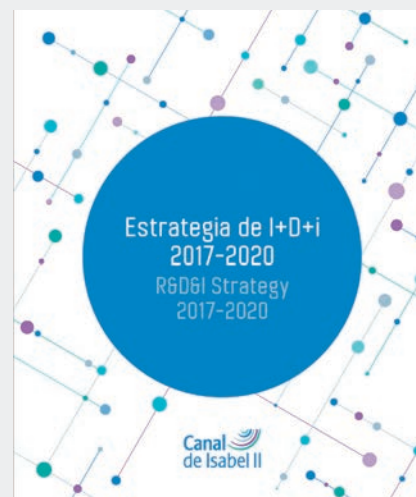 Estrategia de I+D+i
2017-2020
R&D&I Strategy
2017-2020
Canal
de Isabel II